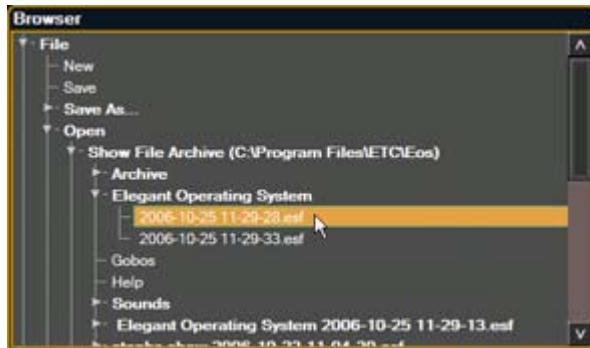 Browser
File
New
Save
Save As...
Open
Show File Archive (C:\Program Files\ETC\Eos)
Archive
Elegant Operating System
2006-10-25 11-29-28.esf
2006-10-25 11-29-33.esf
Gobos
Help
Sounds
Elegant Operating System 2006-10-25 11-29-13.esf